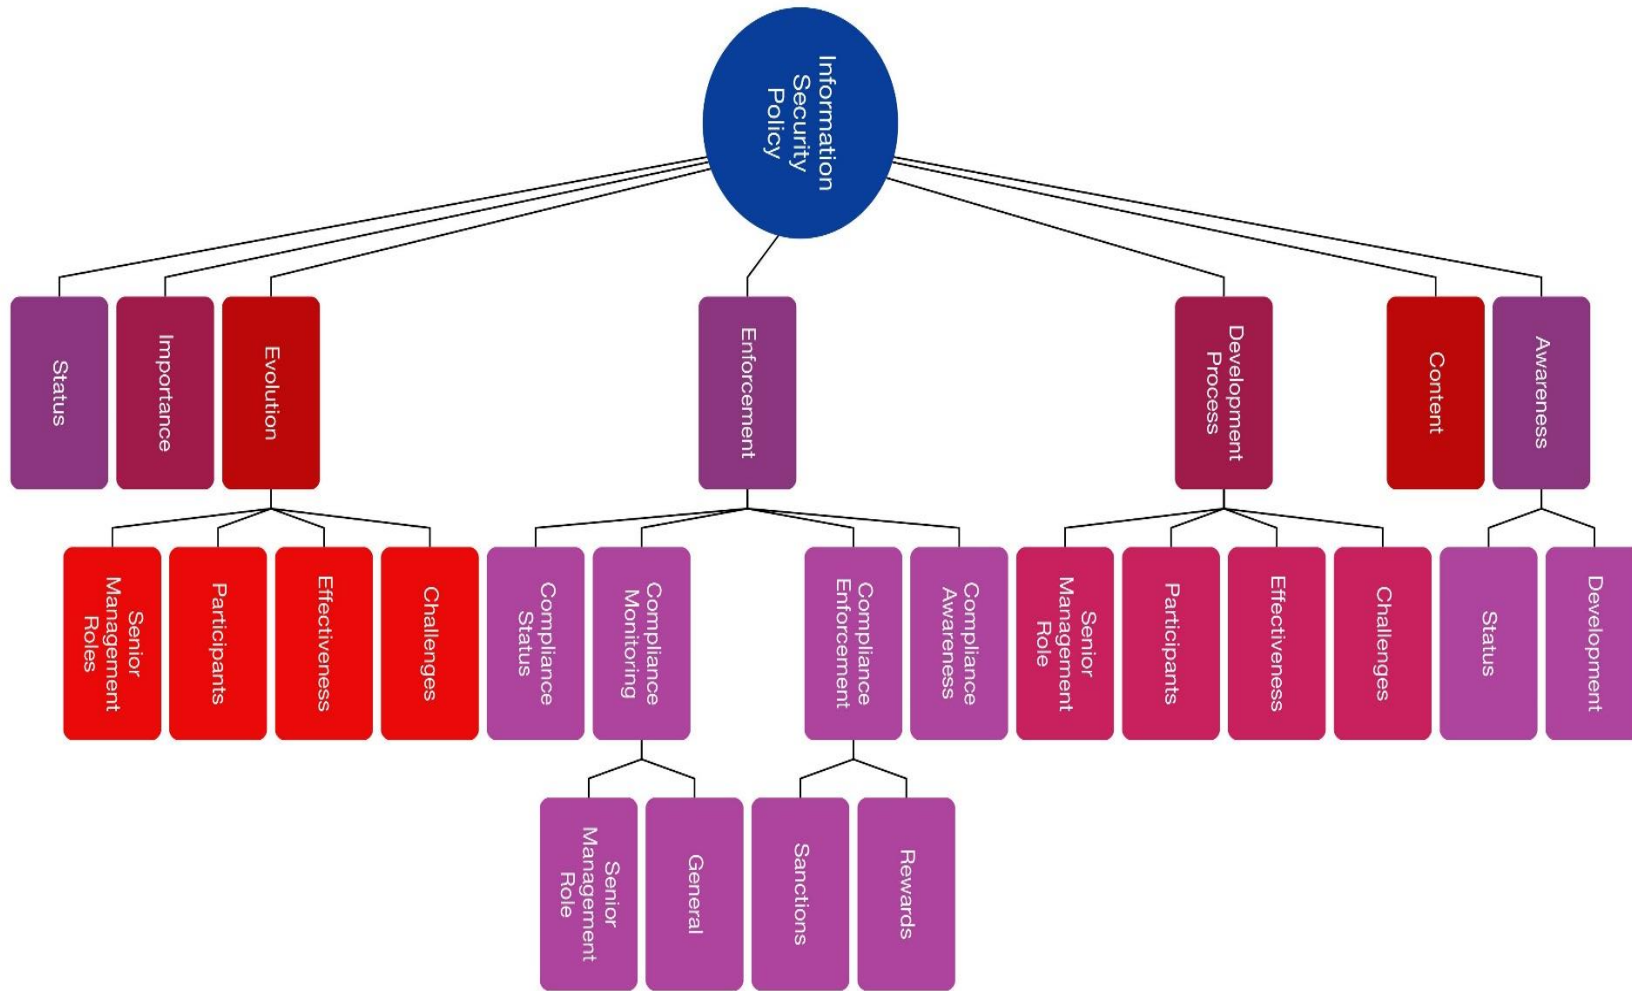 Information
Security
Policy
Status
Importance
Evolution
Enforcement
Development
Process
Content
Awareness
Senior
Management
Roles
Participants
Effectiveness
Challenges
Compliance
Status
Compliance
Monitoring
Compliance
Enforcement
Compliance
Awareness
Senior
Management
Role
Participants
Effectiveness
Challenges
Status
Development
Senior
Management
Role
General
Sanctions
Rewards